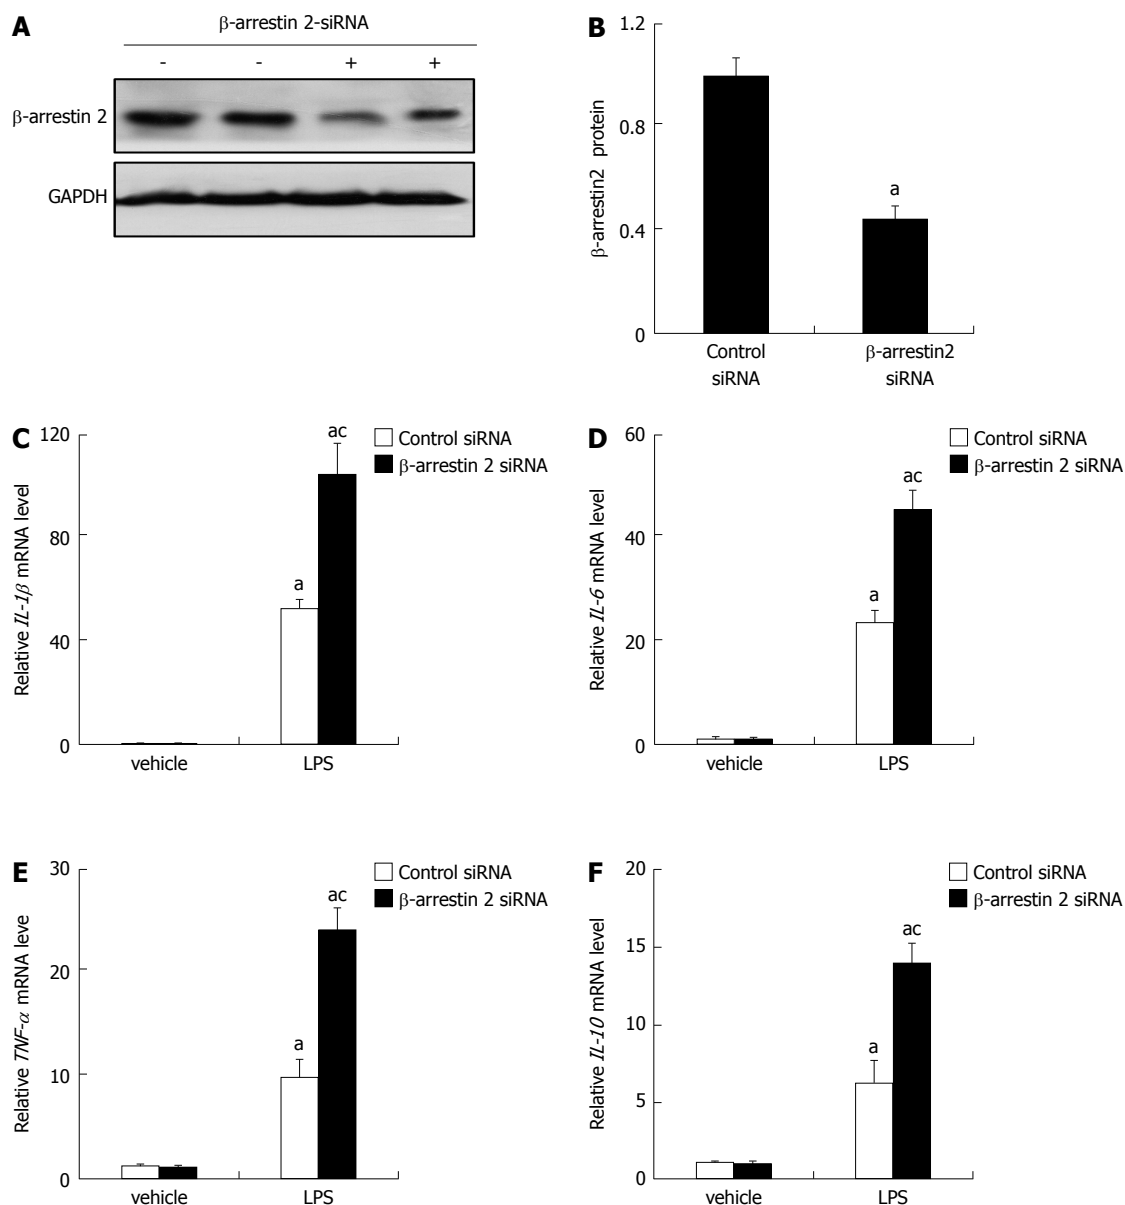 A
β-arrestin 2-siRNA
- - + +
β-arrestin 2
GAPDH
B
1.2
0.8
0.4
0
β-arrestin2 protein
a
Control siRNA
β-arrestin2 siRNA
C
120
80
40
0
Relative IL-1β mRNA level
a
ac
Control siRNA
β-arrestin 2 siRNA
vehicle
LPS
D
60
40
20
0
Relative IL-6 mRNA level
a
ac
Control siRNA
β-arrestin 2 siRNA
vehicle
LPS
E
30
20
10
0
Relative TNF-α mRNA leve
a
ac
Control siRNA
β-arrestin 2 siRNA
vehicle
LPS
F
20
15
10
5
0
Relative IL-10 mRNA level
a
ac
Control siRNA
β-arrestin 2 siRNA
vehicle
LPS